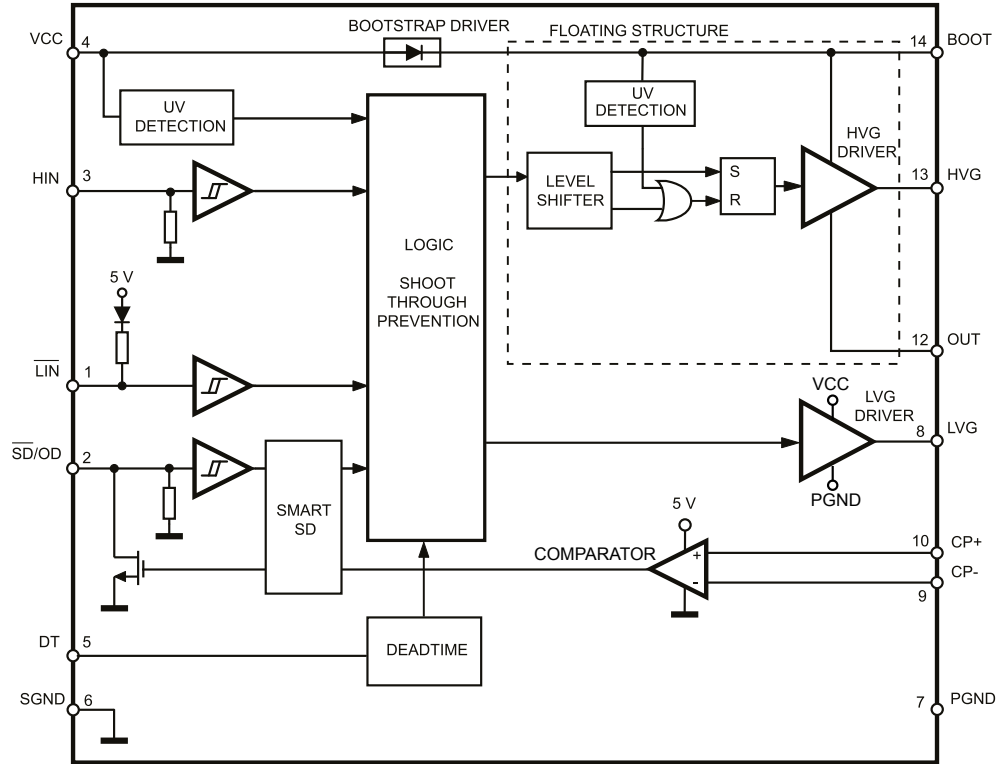 BOOTSTRAP DRIVER
FLOATING STRUCTURE
VCC 4
14 BOOT
UV
DETECTION
UV
DETECTION
HVG
DRIVER
HIN 3
LEVEL
SHIFTER
S
R
13 HVG
LOGIC
SHOOT
THROUGH
PREVENTION
5 V
12 OUT
LIN 1
VCC
LVG
DRIVER
8 LVG
PGND
SD/OD 2
SMART
SD
5 V
COMPARATOR
+
-
10 CP+
CP-
9
DT 5
DEADTIME
SGND 6
7 PGND